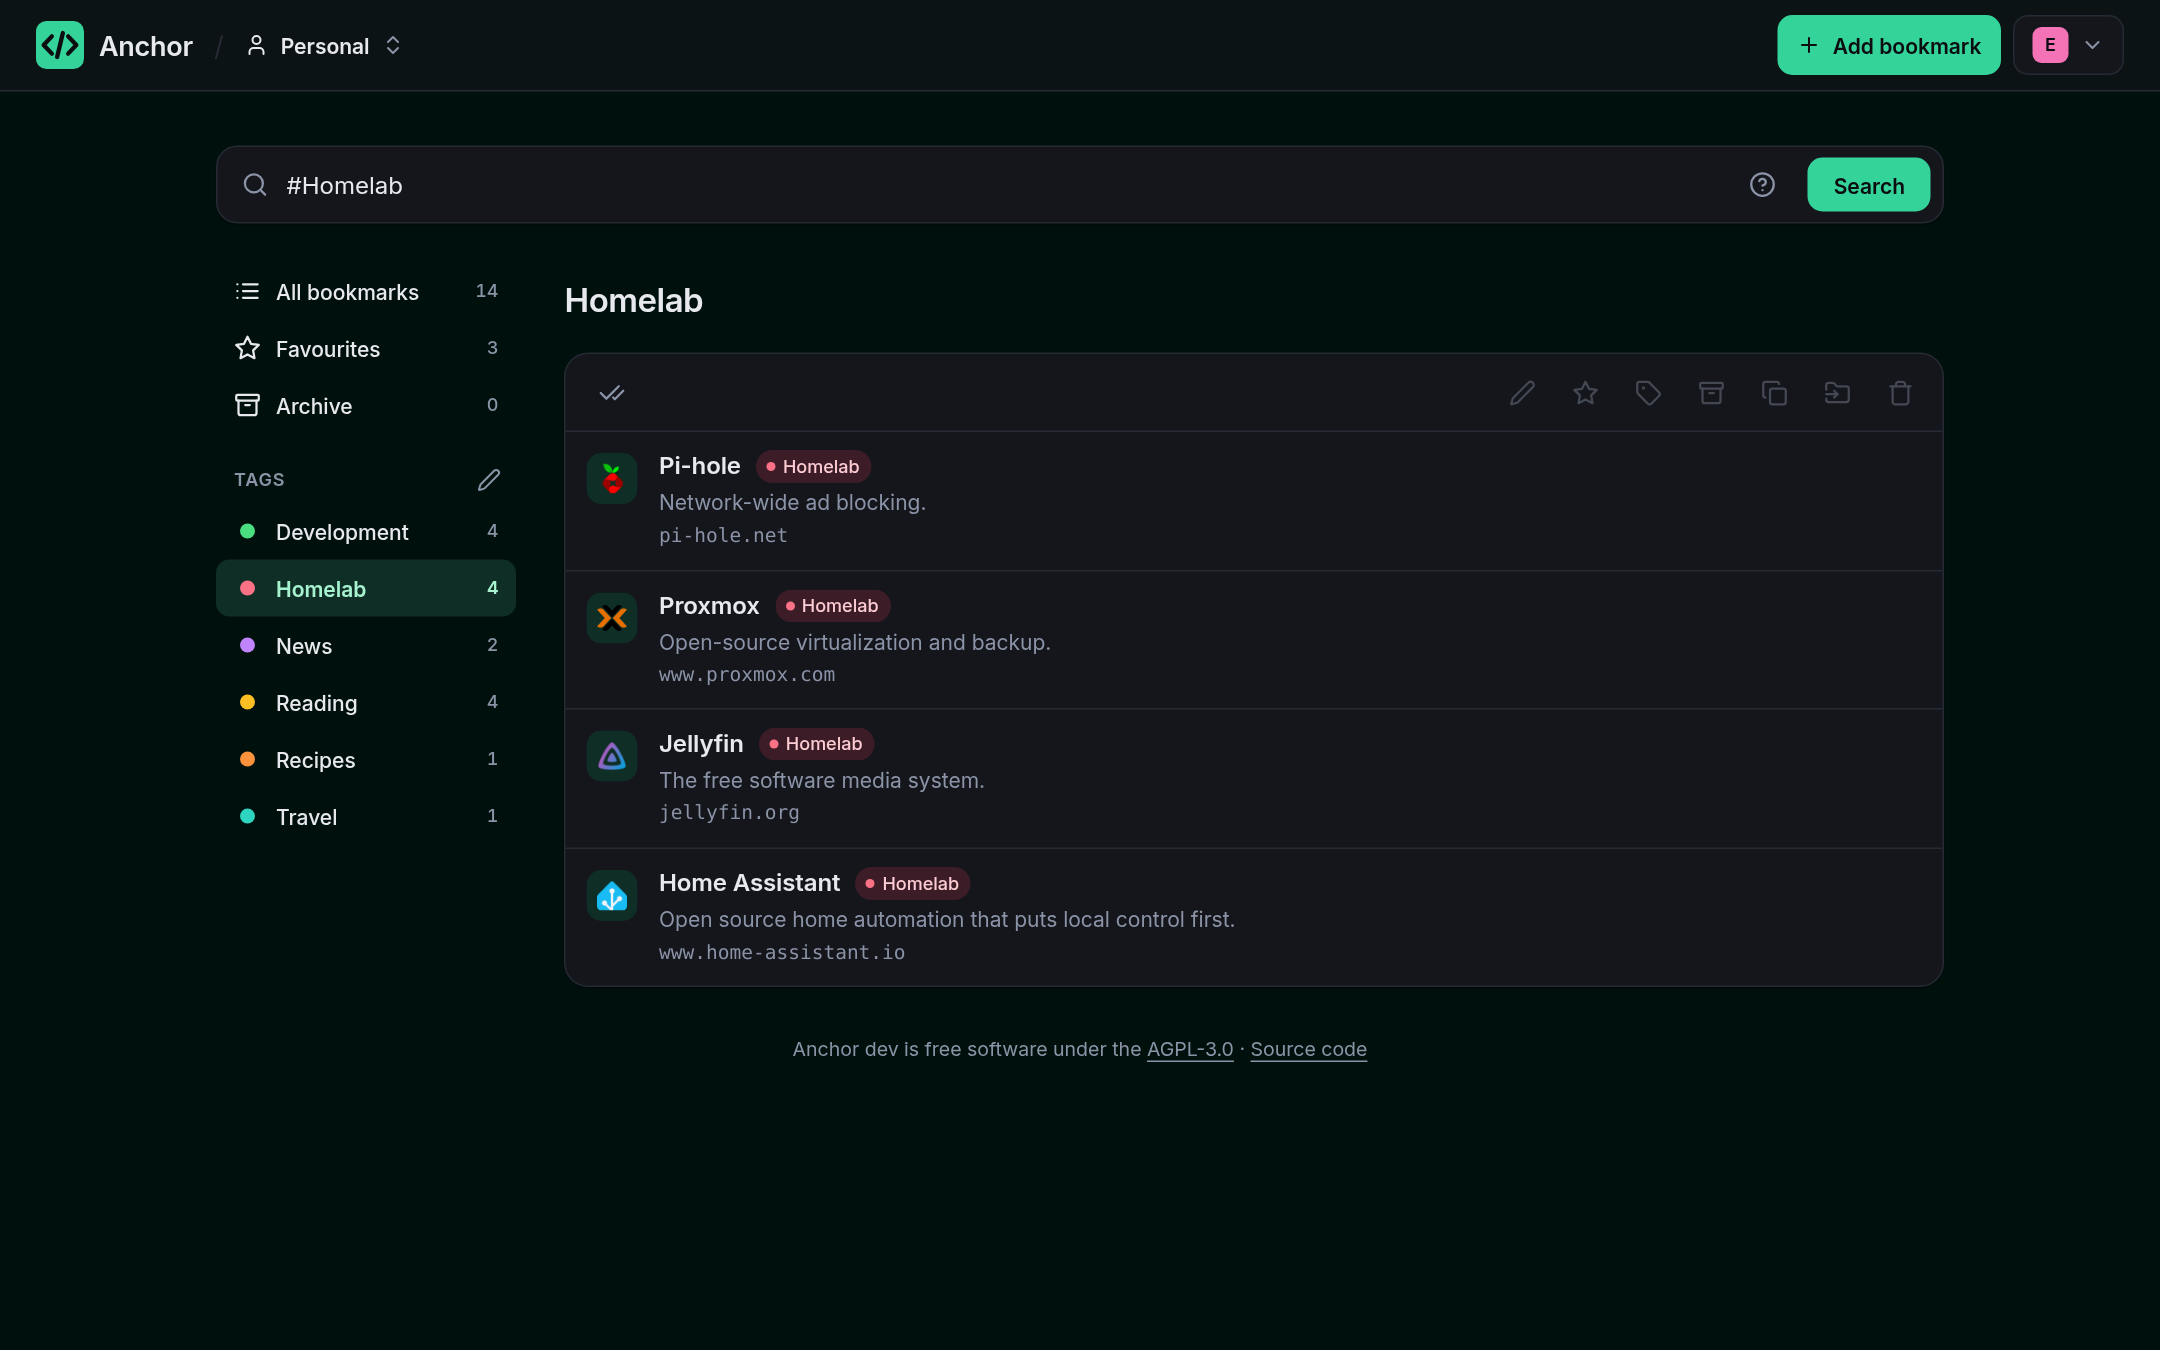 Anchor / Personal
Add bookmark
E
#Homelab
Search
All bookmarks 14
Favourites 3
Archive 0
TAGS
Development 4
Homelab 4
News 2
Reading 4
Recipes 1
Travel 1
Homelab
Pi-hole Homelab
Network-wide ad blocking.
pi-hole.net
Proxmox Homelab
Open-source virtualization and backup.
www.proxmox.com
Jellyfin Homelab
The free software media system.
jellyfin.org
Home Assistant Homelab
Open source home automation that puts local control first.
www.home-assistant.io
Anchor dev is free software under the AGPL-3.0 · Source code